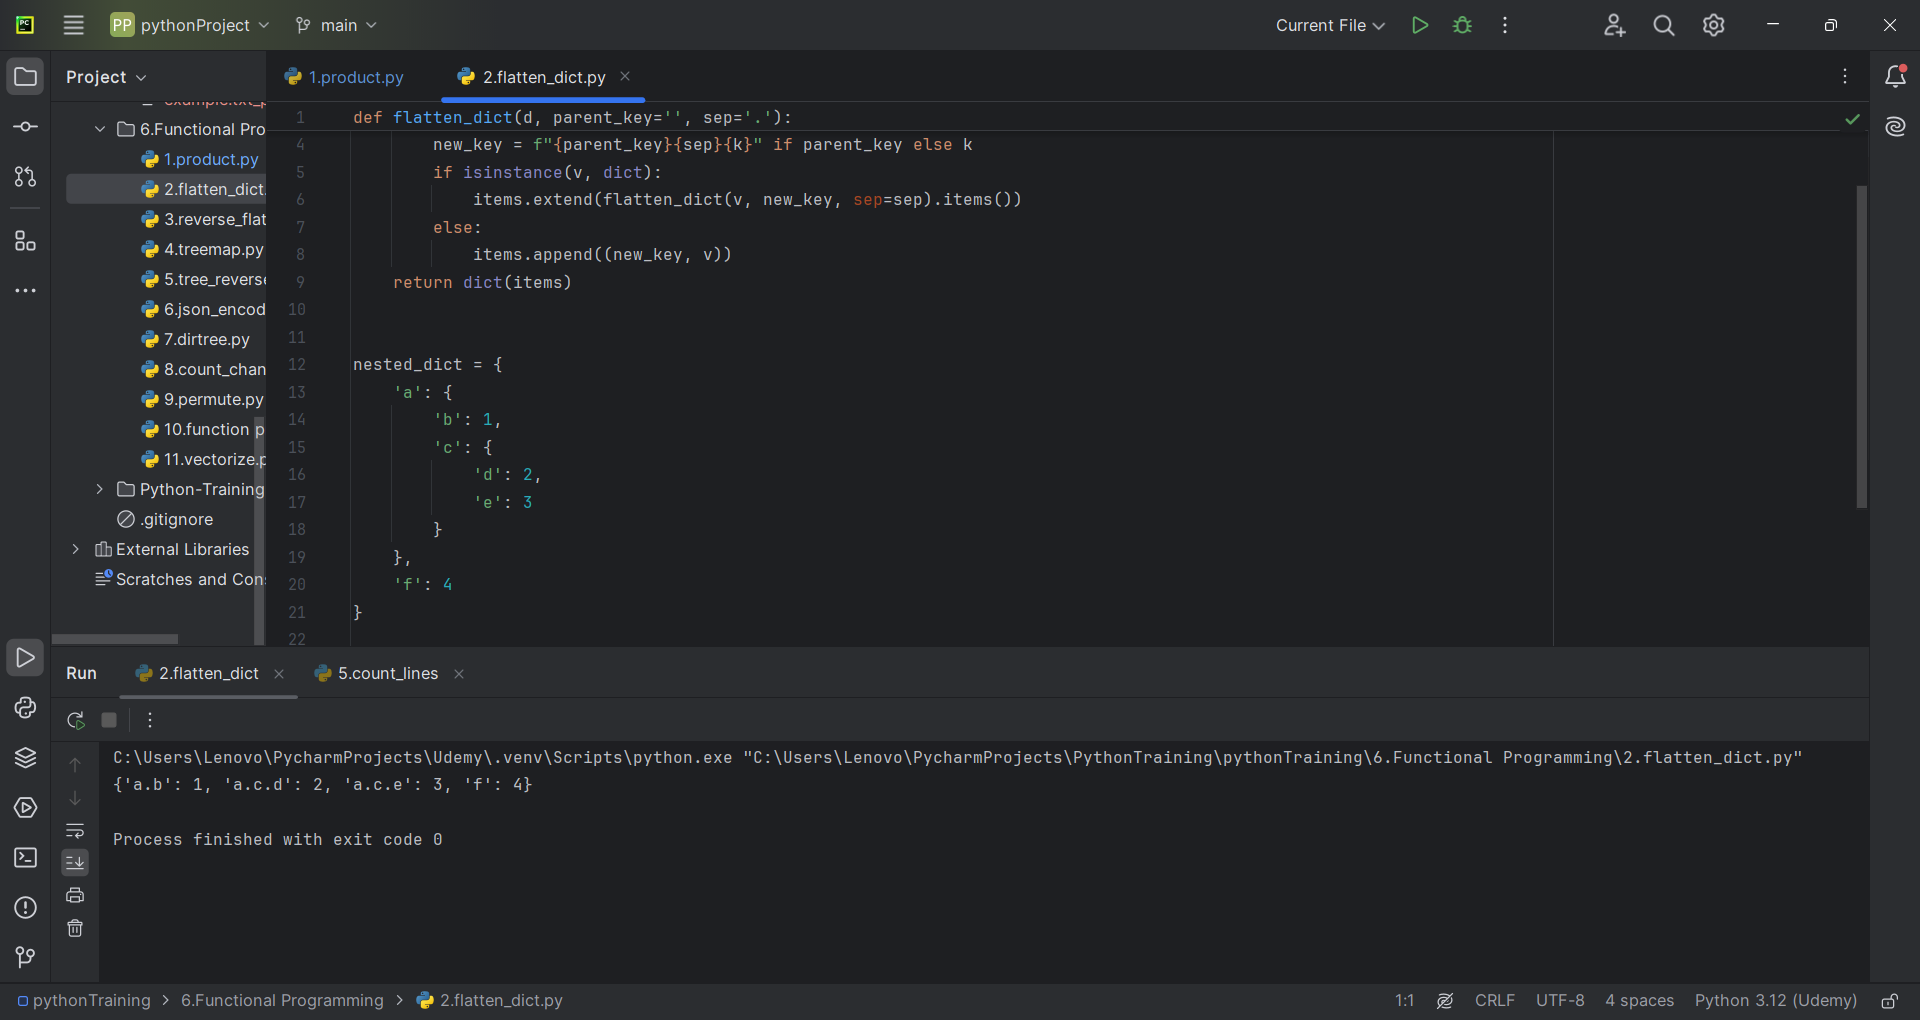 PC
PP pythonProject main Current File
Project
1.product.py 2.flatten_dict.py
6.Functional Pro
1.product.py
2.flatten_dict.
3.reverse_flat
4.treemap.py
5.tree_reverse
6.json_encod
7.dirtree.py
8.count_chan
9.permute.py
10.function p
11.vectorize.p
Python-Training
.gitignore
External Libraries
Scratches and Con
1 def flatten_dict(d, parent_key='', sep='.'):
4 new_key = f"{parent_key}{sep}{k}" if parent_key else k
5 if isinstance(v, dict):
6 items.extend(flatten_dict(v, new_key, sep=sep).items())
7 else:
8 items.append((new_key, v))
9 return dict(items)
10
11
12 nested_dict = {
13 'a': {
14 'b': 1,
15 'c': {
16 'd': 2,
17 'e': 3
18 }
19 },
20 'f': 4
21 }
22
Run 2.flatten_dict 5.count_lines
C:\Users\Lenovo\PycharmProjects\Udemy\.venv\Scripts\python.exe "C:\Users\Lenovo\PycharmProjects\PythonTraining\pythonTraining\6.Functional Programming\2.flatten_dict.py"
{'a.b': 1, 'a.c.d': 2, 'a.c.e': 3, 'f': 4}
Process finished with exit code 0
pythonTraining > 6.Functional Programming > 2.flatten_dict.py 1:1 CRLF UTF-8 4 spaces Python 3.12 (Udemy)